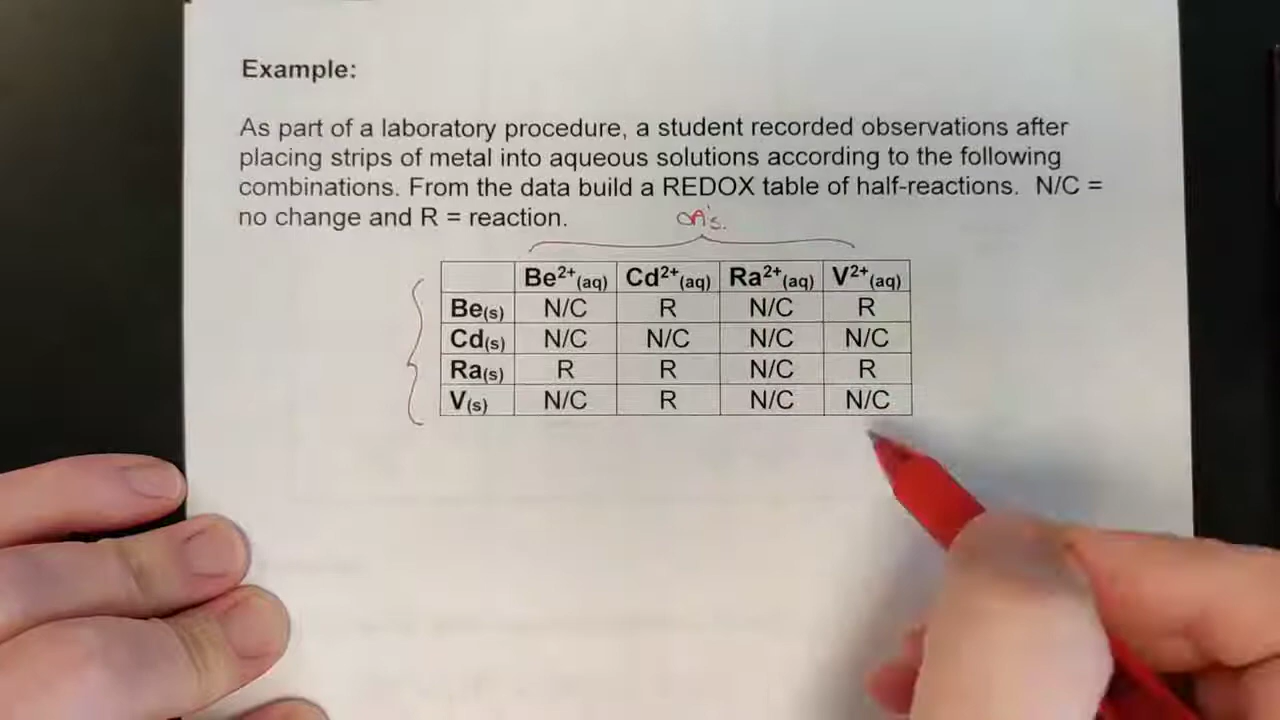 Example:
As part of a laboratory procedure, a student recorded observations after
placing strips of metal into aqueous solutions according to the following
combinations. From the data build a REDOX table of half-reactions. N/C =
no change and R = reaction.
OA's.
Be²⁺(aq) Cd²⁺(aq) Ra²⁺(aq) V²⁺(aq)
Be(s) N/C R N/C R
Cd(s) N/C N/C N/C N/C
Ra(s) R R N/C R
V(s) N/C R N/C N/C